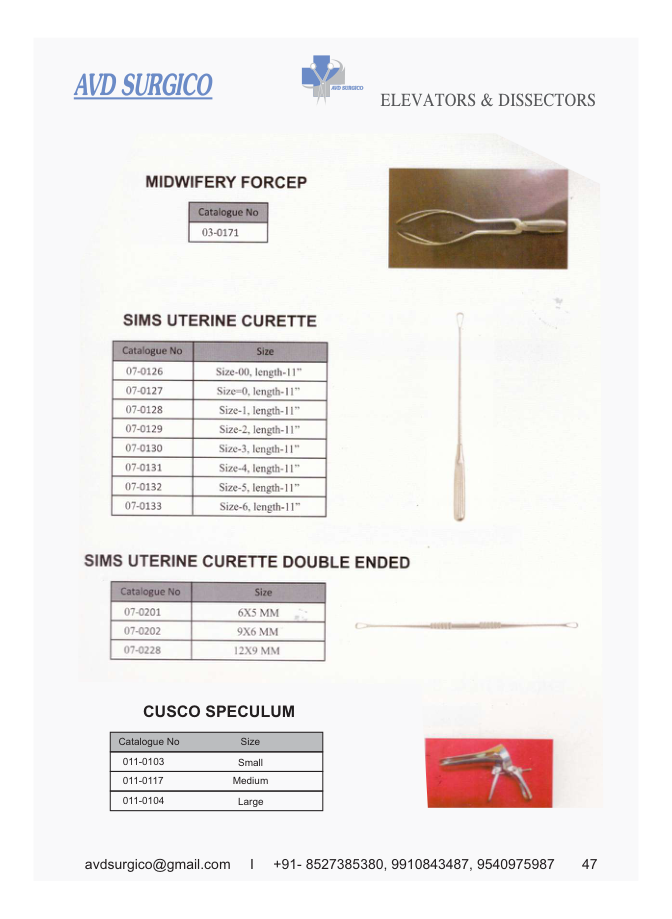 AVD SURGICO
AVD SURGICO
ELEVATORS & DISSECTORS
MIDWIFERY FORCEP
Catalogue No
03-0171
SIMS UTERINE CURETTE
Catalogue No Size
07-0126 Size-00, length-11”
07-0127 Size=0, length-11”
07-0128 Size-1, length-11”
07-0129 Size-2, length-11”
07-0130 Size-3, length-11”
07-0131 Size-4, length-11”
07-0132 Size-5, length-11”
07-0133 Size-6, length-11”
SIMS UTERINE CURETTE DOUBLE ENDED
Catalogue No Size
07-0201 6X5 MM
07-0202 9X6 MM
07-0228 12X9 MM
CUSCO SPECULUM
Catalogue No Size
011-0103 Small
011-0117 Medium
011-0104 Large
avdsurgico@gmail.com I +91- 8527385380, 9910843487, 9540975987 47